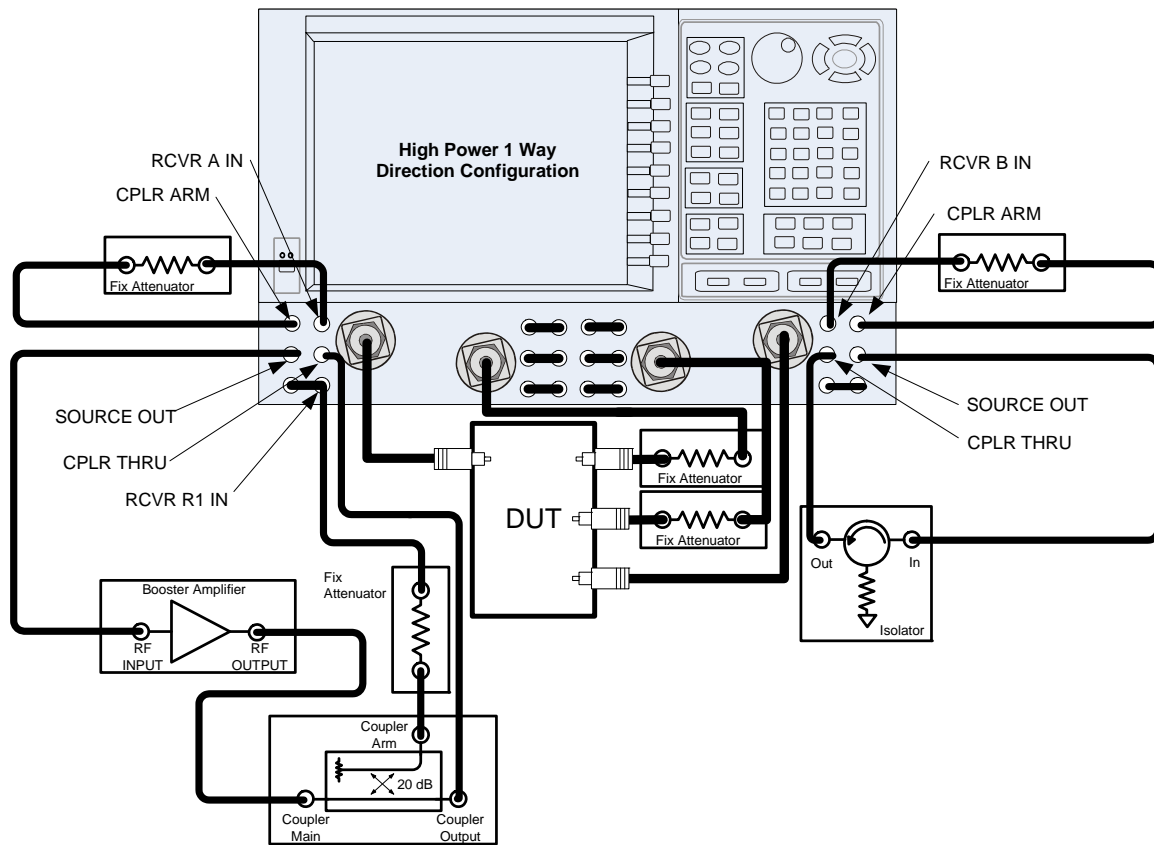 High Power 1 Way
Direction Configuration
RCVR A IN
CPLR ARM
RCVR B IN
CPLR ARM
Fix Attenuator
Fix Attenuator
SOURCE OUT
CPLR THRU
RCVR R1 IN
SOURCE OUT
CPLR THRU
Fix Attenuator
DUT
Fix Attenuator
Out
In
Isolator
Fix
Attenuator
Booster Amplifier
RF
INPUT
RF
OUTPUT
Coupler
Arm
20 dB
Coupler
Main
Coupler
Output